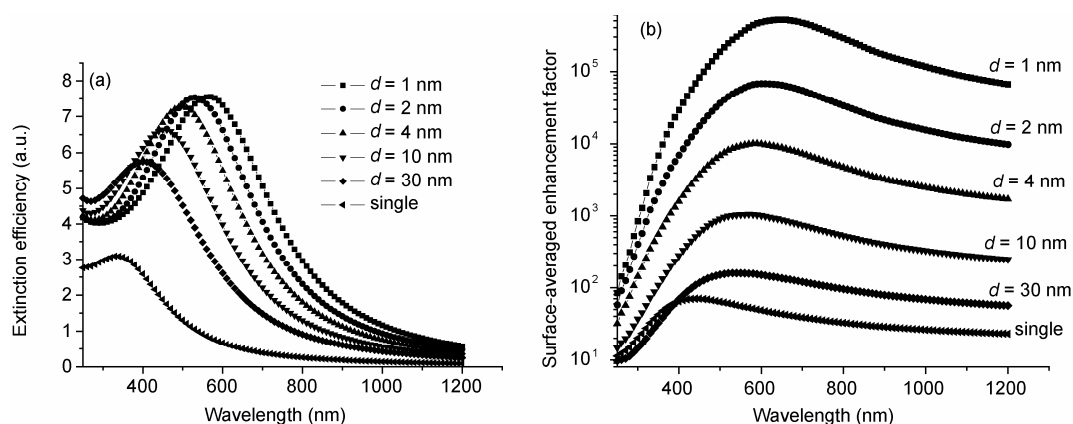 (a)
Extinction efficiency (a.u.)
8
7
6
5
4
3
2
1
0
400 600 800 1000 1200
Wavelength (nm)
d = 1 nm
d = 2 nm
d = 4 nm
d = 10 nm
d = 30 nm
single
(b)
Surface-averaged enhancement factor
10⁵
10⁴
10³
10²
10¹
400 600 800 1000 1200
Wavelength (nm)
d = 1 nm
d = 2 nm
d = 4 nm
d = 10 nm
d = 30 nm
single